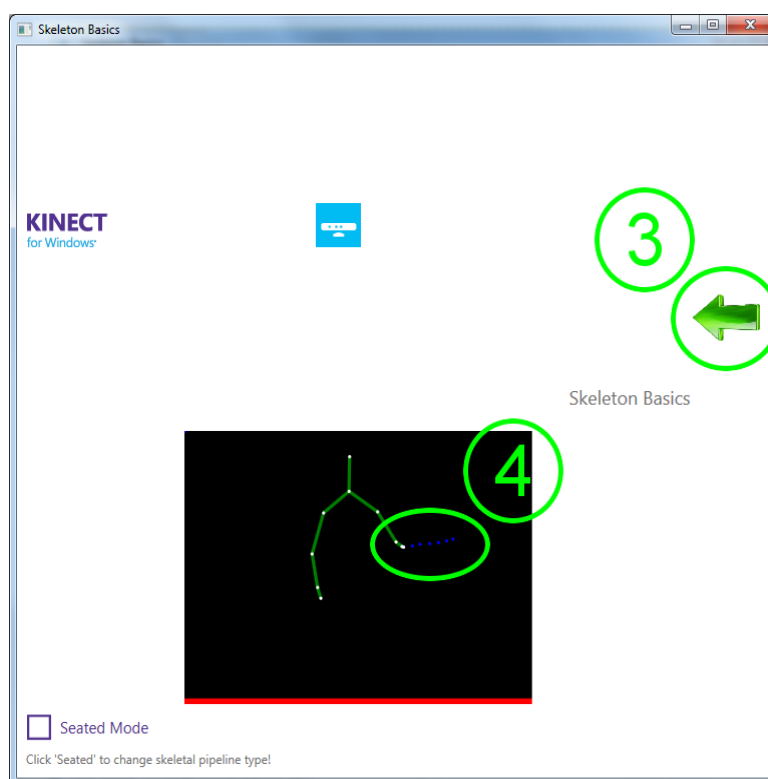 Skeleton Basics
KINECT
for Windows
3
Skeleton Basics
4
Seated Mode
Click 'Seated' to change skeletal pipeline type!